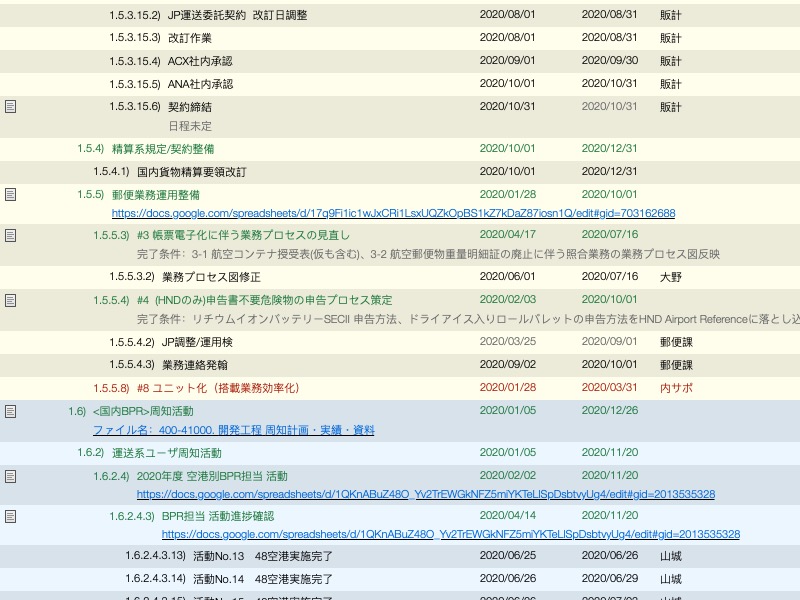 1.5.3.15.2) JP運送委託契約 改訂日調整 2020/08/01 2020/08/31 販計
1.5.3.15.3) 改訂作業 2020/08/01 2020/08/31 販計
1.5.3.15.4) ACX社内承認 2020/09/01 2020/09/30 販計
1.5.3.15.5) ANA社内承認 2020/10/01 2020/10/31 販計
1.5.3.15.6) 契約締結 2020/10/31 2020/10/31 販計
日程未定
1.5.4) 精算系規定/契約整備 2020/10/01 2020/12/31
1.5.4.1) 国内貨物精算要領改訂 2020/10/01 2020/12/31
1.5.5) 郵便業務運用整備 2020/01/28 2020/10/01
https://docs.google.com/spreadsheets/d/17q9Fi1ic1wJxCRi1LsxUQZkOpBS1kZ7kDaZ87iosn1Q/edit#gid=703162688
1.5.5.3) #3 帳票電子化に伴う業務プロセスの見直し 2020/04/17 2020/07/16
完了条件: 3-1 航空コンテナ授受表(仮も含む)、3-2 航空郵便物重量明細証の廃止に伴う照合業務の業務プロセス図反映
1.5.5.3.2) 業務プロセス図修正 2020/06/01 2020/07/16 大野
1.5.5.4) #4 (HNDのみ)申告書不要危険物の申告プロセス策定 2020/02/03 2020/10/01
完了条件: リチウムイオンバッテリーSECII 申告方法、ドライアイス入りロールパレットの申告方法をHND Airport Referenceに落とし込
1.5.5.4.2) JP調整/運用検 2020/03/25 2020/09/01 郵便課
1.5.5.4.3) 業務連絡発翰 2020/09/02 2020/10/01 郵便課
1.5.5.8) #8 ユニット化（搭載業務効率化） 2020/01/28 2020/03/31 内サポ
1.6) <国内BPR>周知活動 2020/01/05 2020/12/26
ファイル名: 400-41000. 開発工程 周知計画・実績・資料
1.6.2) 運送系ユーザ周知活動 2020/01/05 2020/11/20
1.6.2.4) 2020年度 空港別BPR担当 活動 2020/02/02 2020/11/20
https://docs.google.com/spreadsheets/d/1QKnABuZ48O_Yv2TrEWGkNFZ5miYKTeLlSpDsbtvyUg4/edit#gid=2013535328
1.6.2.4.3) BPR担当 活動進捗確認 2020/04/14 2020/11/20
https://docs.google.com/spreadsheets/d/1QKnABuZ48O_Yv2TrEWGkNFZ5miYKTeLlSpDsbtvyUg4/edit#gid=2013535328
1.6.2.4.3.13) 活動No.13 48空港実施完了 2020/06/25 2020/06/26 山城
1.6.2.4.3.14) 活動No.14 48空港実施完了 2020/06/26 2020/06/29 山城